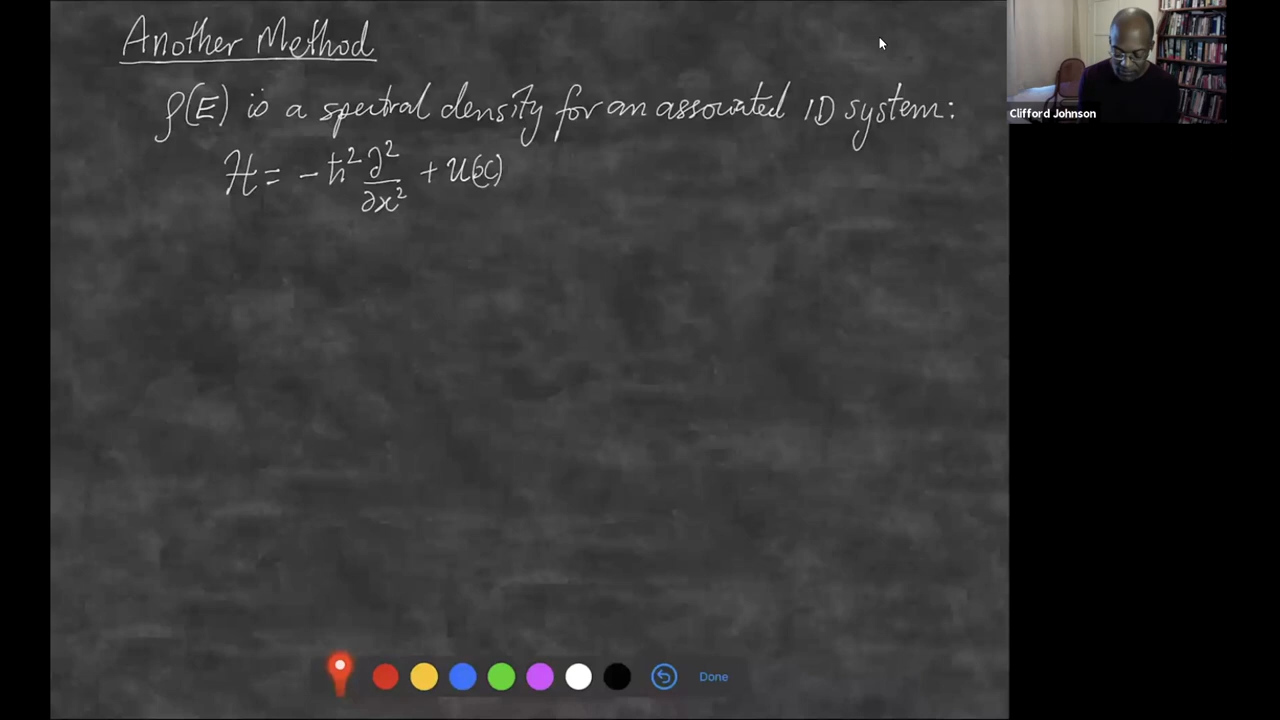 Another Method
ρ(E) is a spectral density for an associated 1D system:
ℋ = -ħ² ∂²/∂x² + u(x)
Clifford Johnson
Done